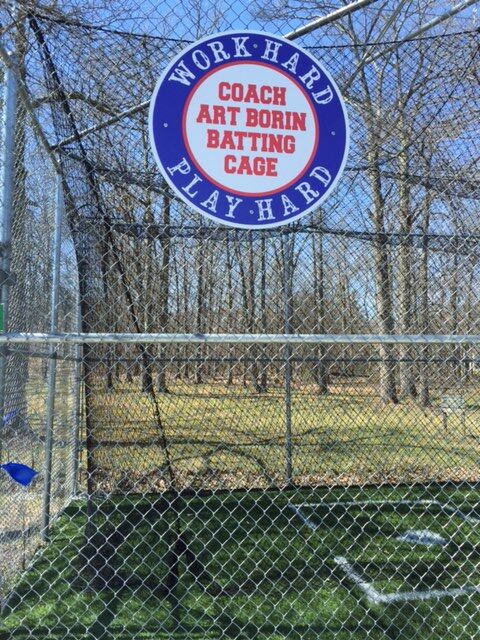 WORK·HARD
COACH
ART BORIN
BATTING
CAGE
PLAY·HARD